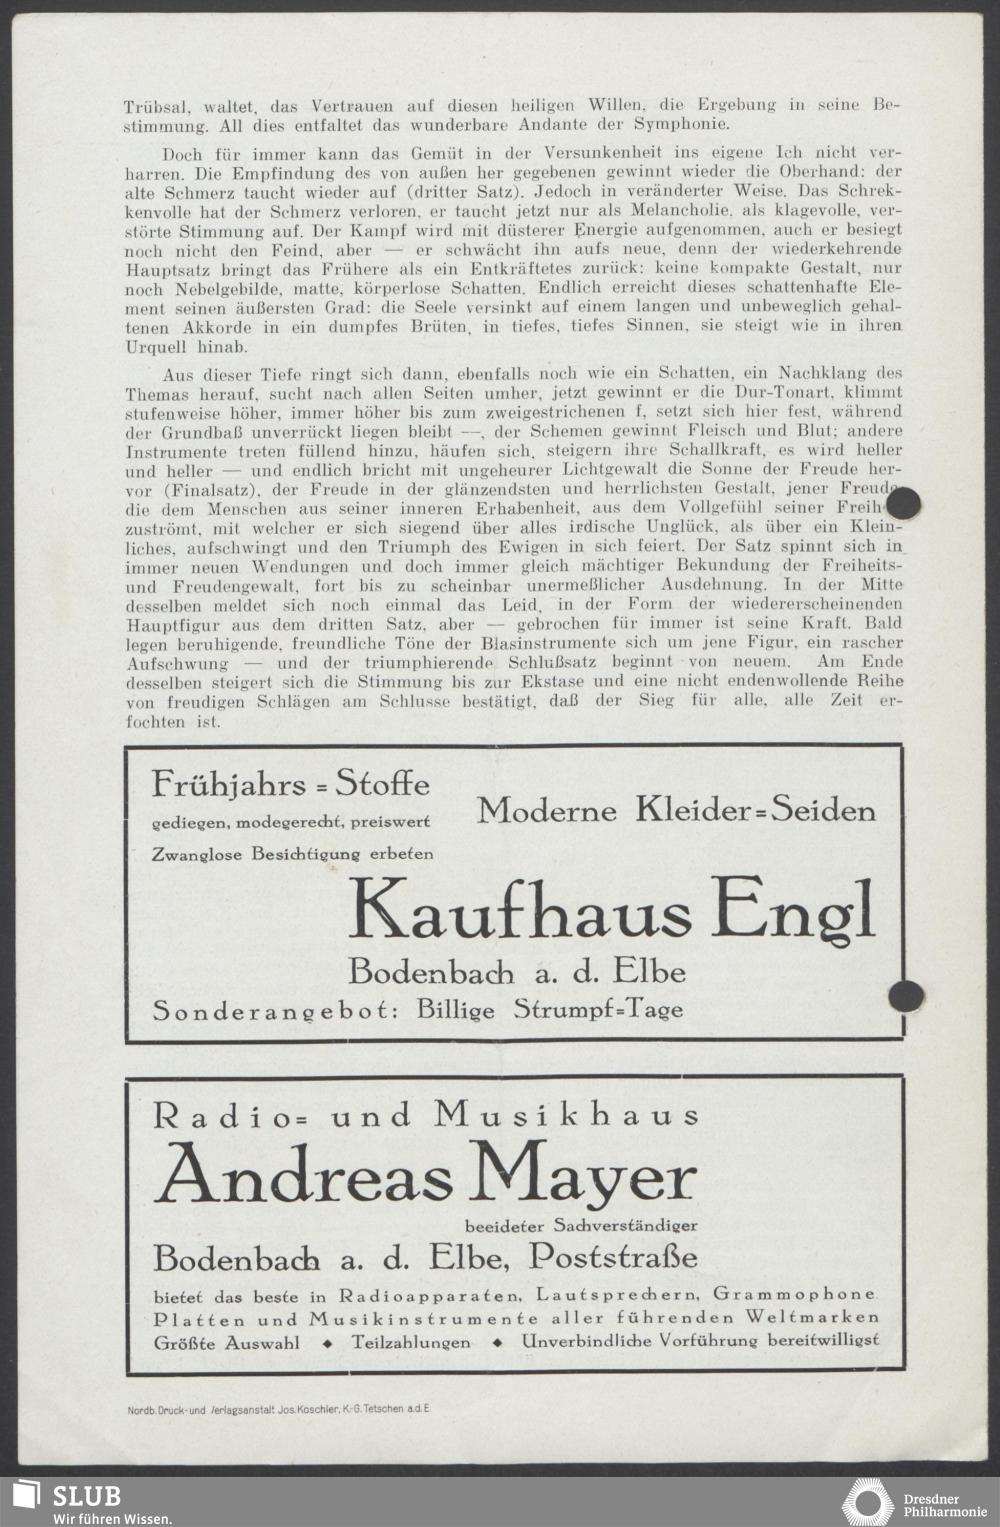 Trübsal, waltet, das Vertrauen auf diesen heiligen Willen, die Ergebung in seine Be-
stimmung. All dies entfaltet das wunderbare Andante der Symphonie.
Doch für immer kann das Gemüt in der Versunkenheit ins eigene Ich nicht ver-
harren. Die Empfindung des von außen her gegebenen gewinnt wieder die Oberhand: der
alte Schmerz taucht wieder auf (dritter Satz). Jedoch in veränderter Weise. Das Schrek-
kenvolle hat der Schmerz verloren, er taucht jetzt nur als Melancholie, als klagevolle, ver-
störte Stimmung auf. Der Kampf wird mit düsterer Energie aufgenommen, auch er besiegt
noch nicht den Feind, aber — er schwächt ihn aufs neue, denn der wiederkehrende
Hauptsatz bringt das Frühere als ein Entkräftetes zurück: keine kompakte Gestalt, nur
noch Nebelgebilde, matte, körperlose Schatten. Endlich erreicht dieses schattenhafte Ele-
ment seinen äußersten Grad: die Seele versinkt auf einem langen und unbeweglich gehal-
tenen Akkorde in ein dumpfes Brüten, in tiefes, tiefes Sinnen, sie steigt wie in ihren
Urquell hinab.
Aus dieser Tiefe ringt sich dann, ebenfalls noch wie ein Schatten, ein Nachklang des
Themas herauf, sucht nach allen Seiten umher, jetzt gewinnt er die Dur-Tonart, klimmt
stufenweise höher, immer höher bis zum zweigestrichenen f, setzt sich hier fest, während
der Grundbaß unverrückt liegen bleibt —, der Schemen gewinnt Fleisch und Blut; andere
Instrumente treten füllend hinzu, häufen sich, steigern ihre Schallkraft, es wird heller
und heller — und endlich bricht mit ungeheurer Lichtgewalt die Sonne der Freude her-
vor (Finalsatz), der Freude in der glänzendsten und herrlichsten Gestalt, jener Freude
die dem Menschen aus seiner inneren Erhabenheit, aus dem Vollgefühl seiner
zuströmt, mit welcher er sich siegend über alles irdische Unglück, als über ein Klein-
liches, aufschwingt und den Triumph des Ewigen in sich feiert. Der Satz spinnt sich in
immer neuen Wendungen und doch immer gleich mächtiger Bekundung der Freiheits-
und Freudengewalt, fort bis zu scheinbar unermeßlicher Ausdehnung. In der Mitte
desselben meldet sich noch einmal das Leid, in der Form der wiedererscheinenden
Hauptfigur aus dem dritten Satz, aber — gebrochen für immer ist seine Kraft. Bald
legen beruhigende, freundliche Töne der Blasinstrumente sich um jene Figur, ein rascher
Aufschwung — und der triumphierende Schlußsatz beginnt von neuem. Am Ende
desselben steigert sich die Stimmung bis zur Ekstase und eine nicht endenwollende Reihe
von freudigen Schlägen am Schlusse bestätigt, daß der Sieg für alle, alle Zeit er-
fochten ist.
Frühjahrs=Stoffe
gediegen, modegerecht, preiswert
Moderne Kleider=Seiden
Zwanglose Besichtigung erbeten
Kaufhaus Engl
Bodenbach a. d. Elbe
Sonderangebot: Billige Strumpf=Tage
Radio= und Musikhaus
Andreas Mayer
beeideter Sachverständiger
Bodenbach a. d. Elbe, Poststraße
bietet das beste in Radioapparaten, Lautsprechern, Grammophone
Platten und Musikinstrumente aller führenden Weltmarken
Größte Auswahl ◆ Teilzahlungen ◆ Unverbindliche Vorführung bereitwilligst
Nordb. Druck- und Verlagsanstalt Jos. Koschler, K.-G. Tetschen a.d.E.
SLUB
Wir führen Wissen.
Dresdner
Philharmonie